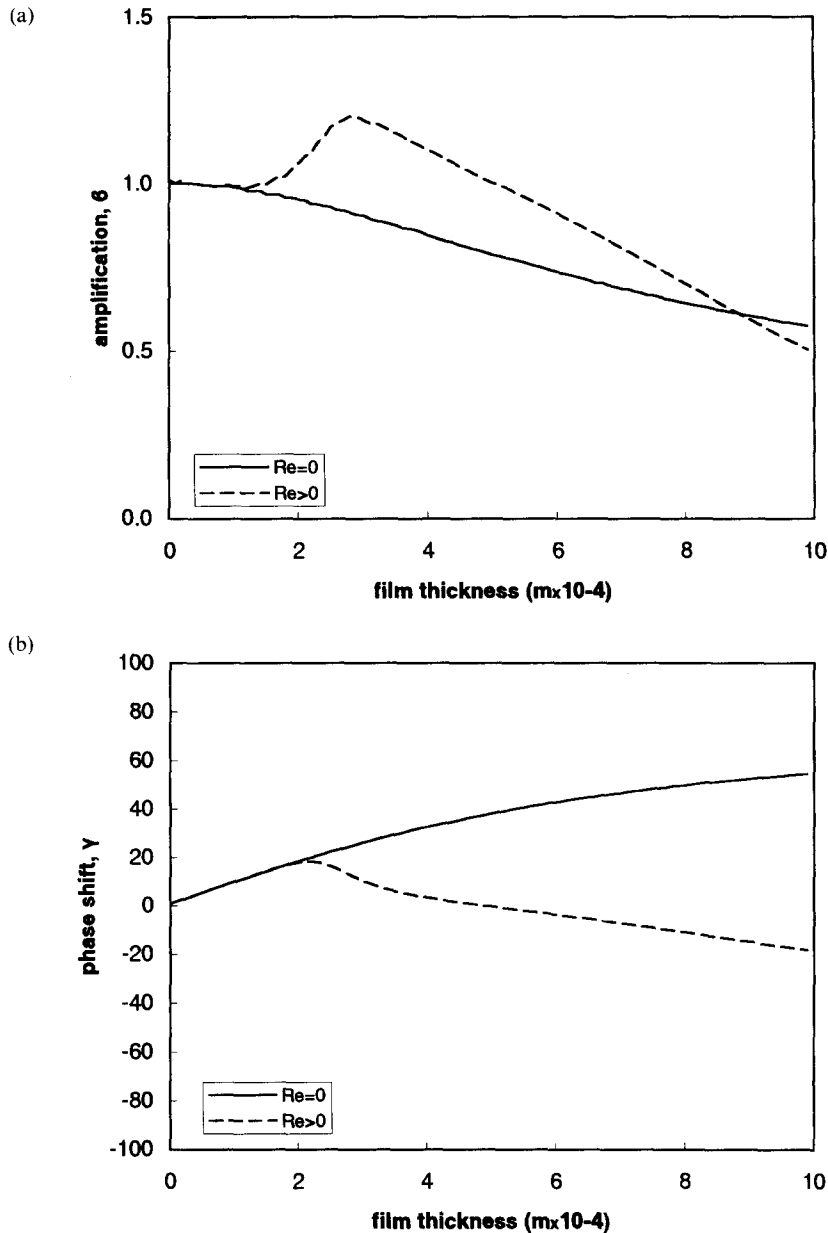 (a)
1.5
1.0
0.5
0.0
amplification, ϐ
Re=0
Re>0
0 2 4 6 8 10
film thickness (mx10-4)
(b)
100
80
60
40
20
0
-20
-40
-60
-80
-100
phase shift, γ
Re=0
Re>0
0 2 4 6 8 10
film thickness (mx10-4)